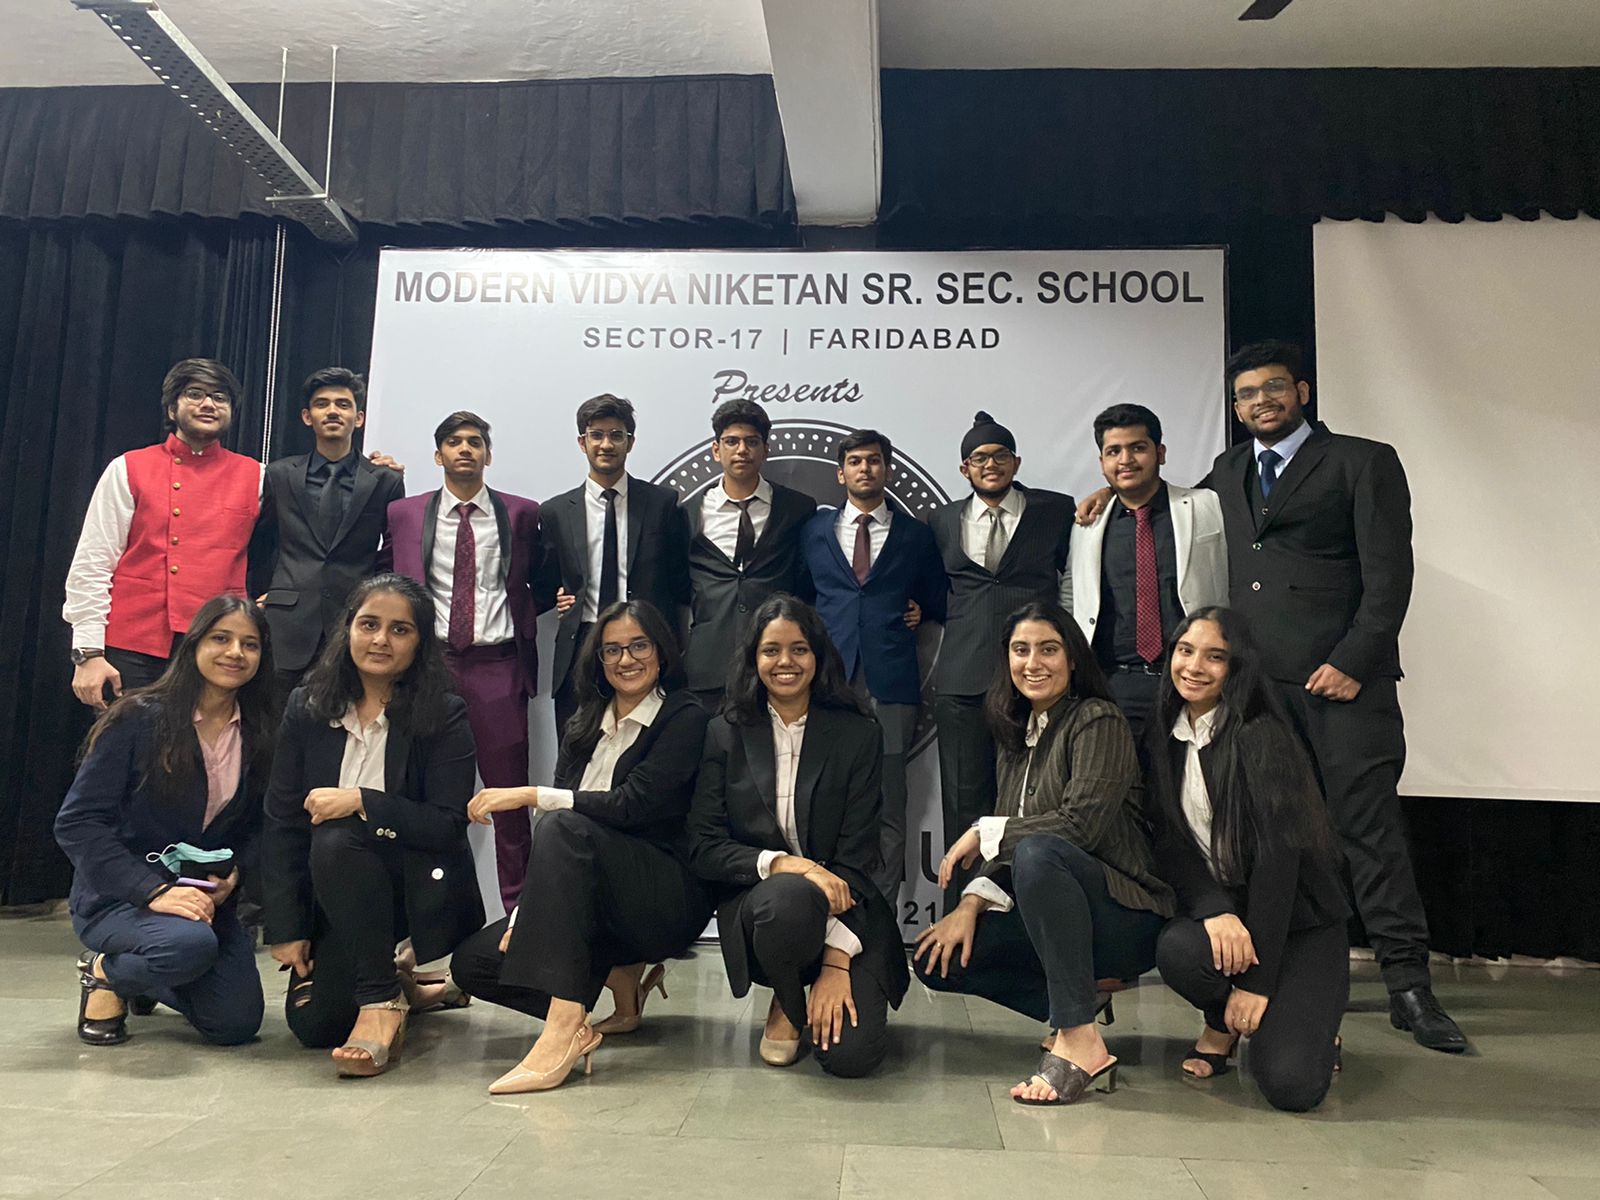 MODERN VIDYA NIKETAN SR. SEC. SCHOOL
SECTOR-17 | FARIDABAD
Presents